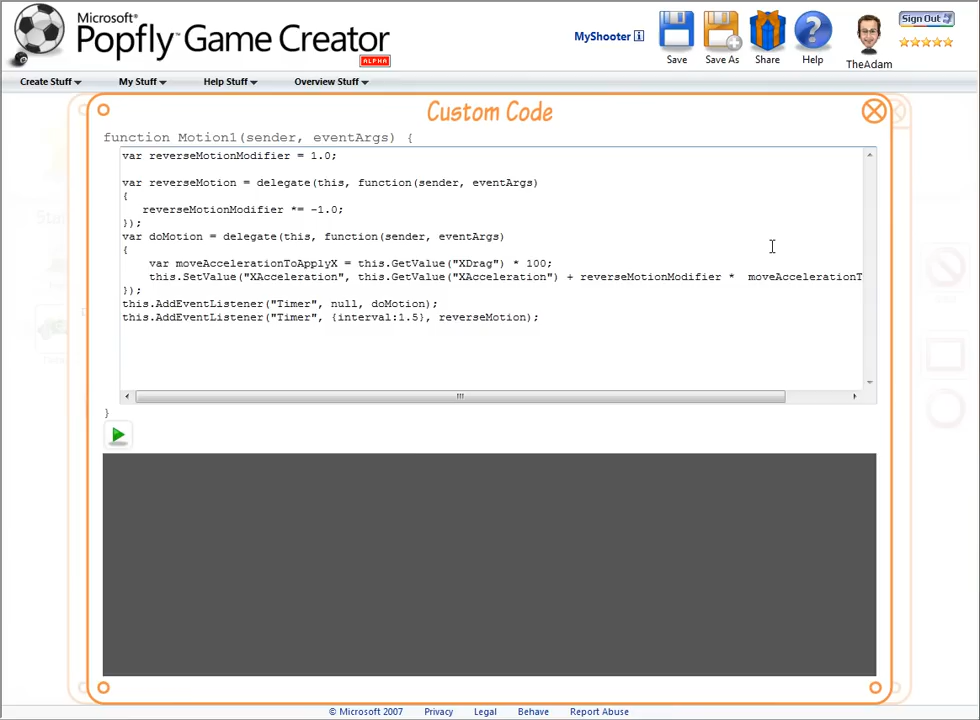 Microsoft®
Popfly™ Game Creator
ALPHA
MyShooter
Save
Save As
Share
Help
Sign Out
TheAdam
Create Stuff
My Stuff
Help Stuff
Overview Stuff
Custom Code
function Motion1(sender, eventArgs) {
var reverseMotionModifier = 1.0;
var reverseMotion = delegate(this, function(sender, eventArgs)
{
reverseMotionModifier *= -1.0;
});
var doMotion = delegate(this, function(sender, eventArgs)
{
var moveAccelerationToApplyX = this.GetValue("XDrag") * 100;
this.SetValue("XAcceleration", this.GetValue("XAcceleration") + reverseMotionModifier * moveAccelerationT
});
this.AddEventListener("Timer", null, doMotion);
this.AddEventListener("Timer", {interval:1.5}, reverseMotion);
}
© Microsoft 2007
Privacy
Legal
Behave
Report Abuse